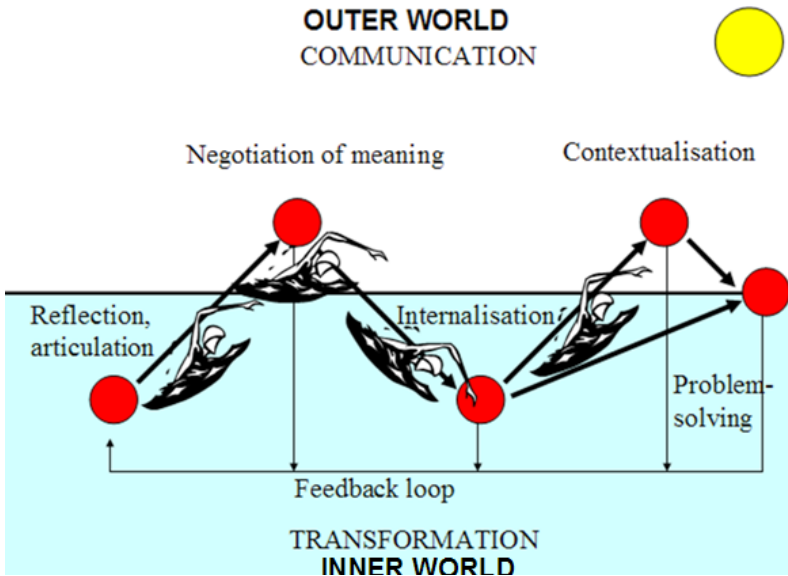 OUTER WORLD
COMMUNICATION
Negotiation of meaning
Contextualisation
Reflection,
articulation
Internalisation
Problem-
solving
Feedback loop
TRANSFORMATION
INNER WORLD